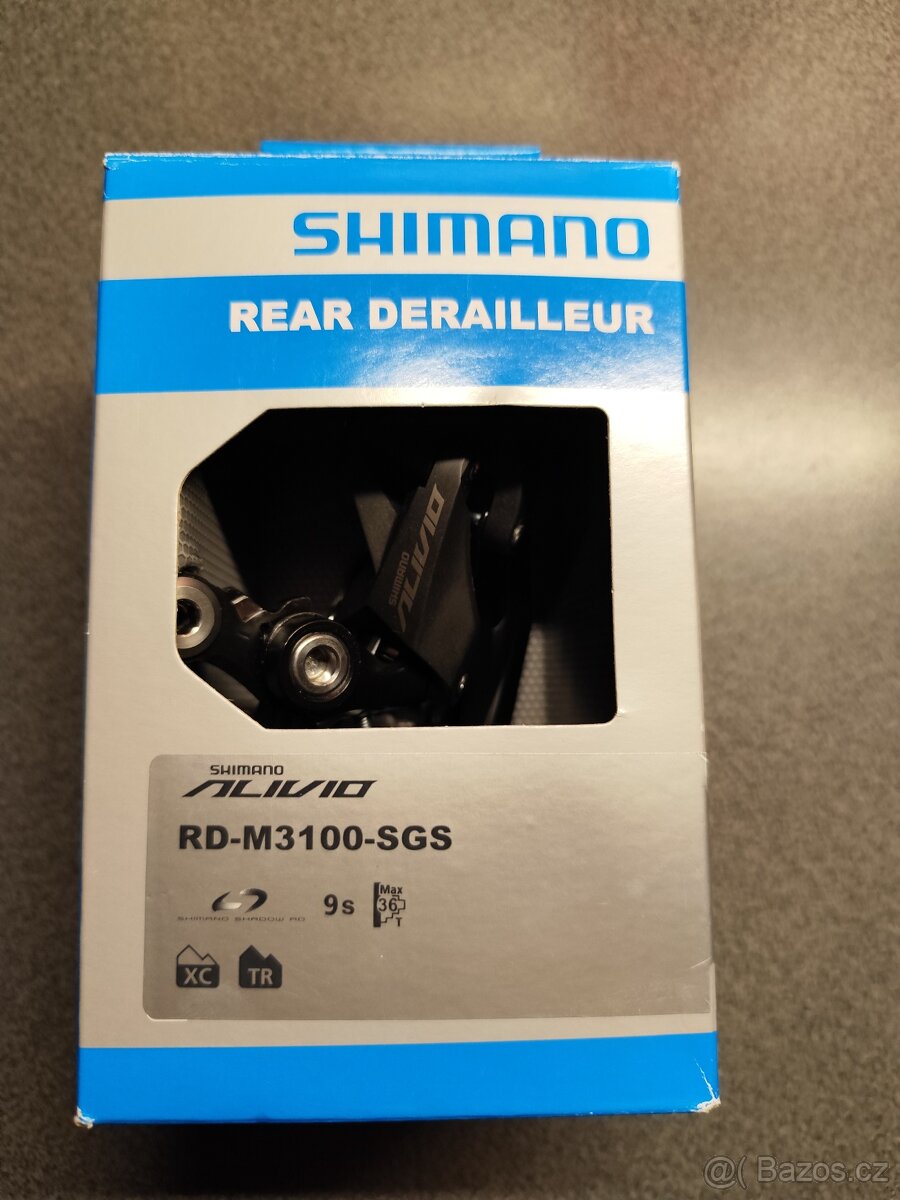 SHIMANO
REAR DERAILLEUR
SHIMANO
ALIVIO
SHIMANO
ALIVIO
RD-M3100-SGS
SHIMANO SHADOW RD
9s
Max
36
T
XC
TR
@( Bazos.cz